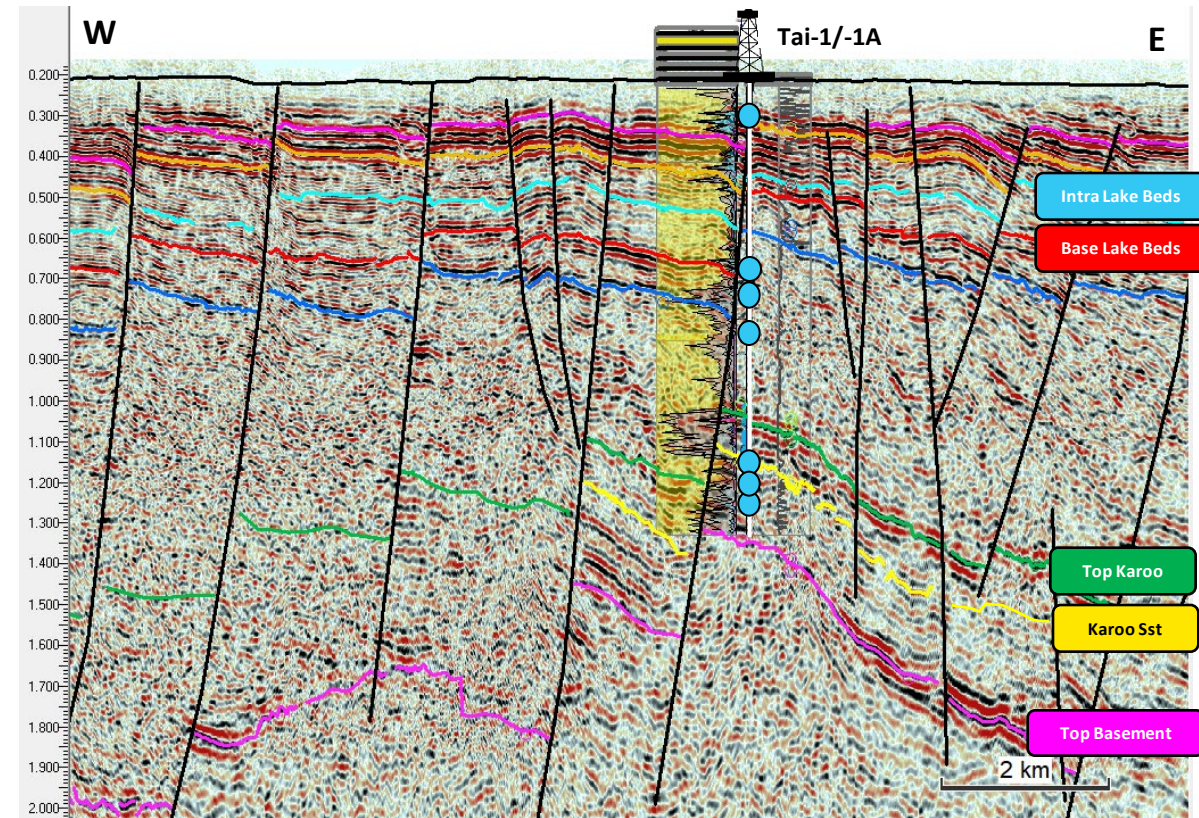 W
Tai-1/-1A
E
0.200
0.300
0.400
0.500
0.600
0.700
0.800
0.900
1.000
1.100
1.200
1.300
1.400
1.500
1.600
1.700
1.800
1.900
2.000
Intra Lake Beds
Base Lake Beds
Top Karoo
Karoo Sst
Top Basement
2 km